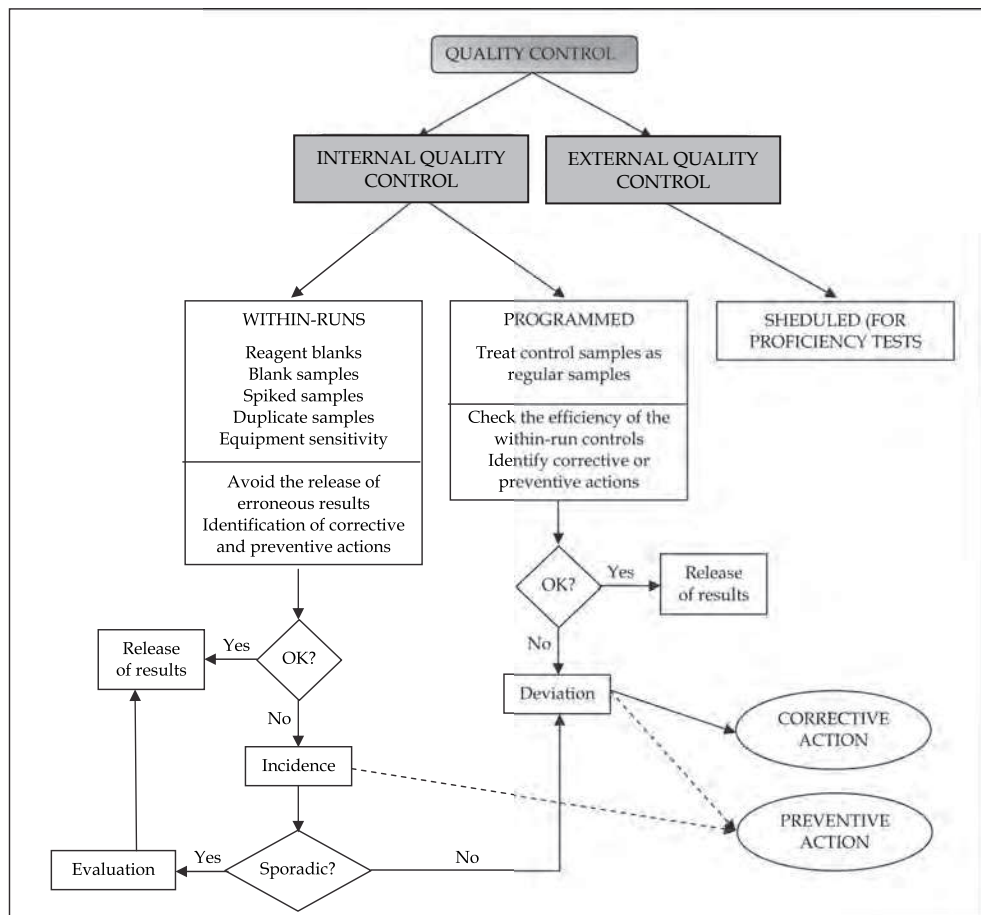 QUALITY CONTROL
INTERNAL QUALITY
CONTROL
EXTERNAL QUALITY
CONTROL
WITHIN-RUNS
Reagent blanks
Blank samples
Spiked samples
Duplicate samples
Equipment sensitivity
Avoid the release of
erroneous results
Identification of corrective
and preventive actions
PROGRAMMED
Treat control samples as
regular samples
Check the efficiency of the
within-run controls
Identify corrective or
preventive actions
SHEDULED (FOR
PROFICIENCY TESTS
OK?
Yes
Release
of results
No
Deviation
CORRECTIVE
ACTION
PREVENTIVE
ACTION
OK?
Yes
Release
of results
No
Incidence
Sporadic?
Yes
Evaluation
No